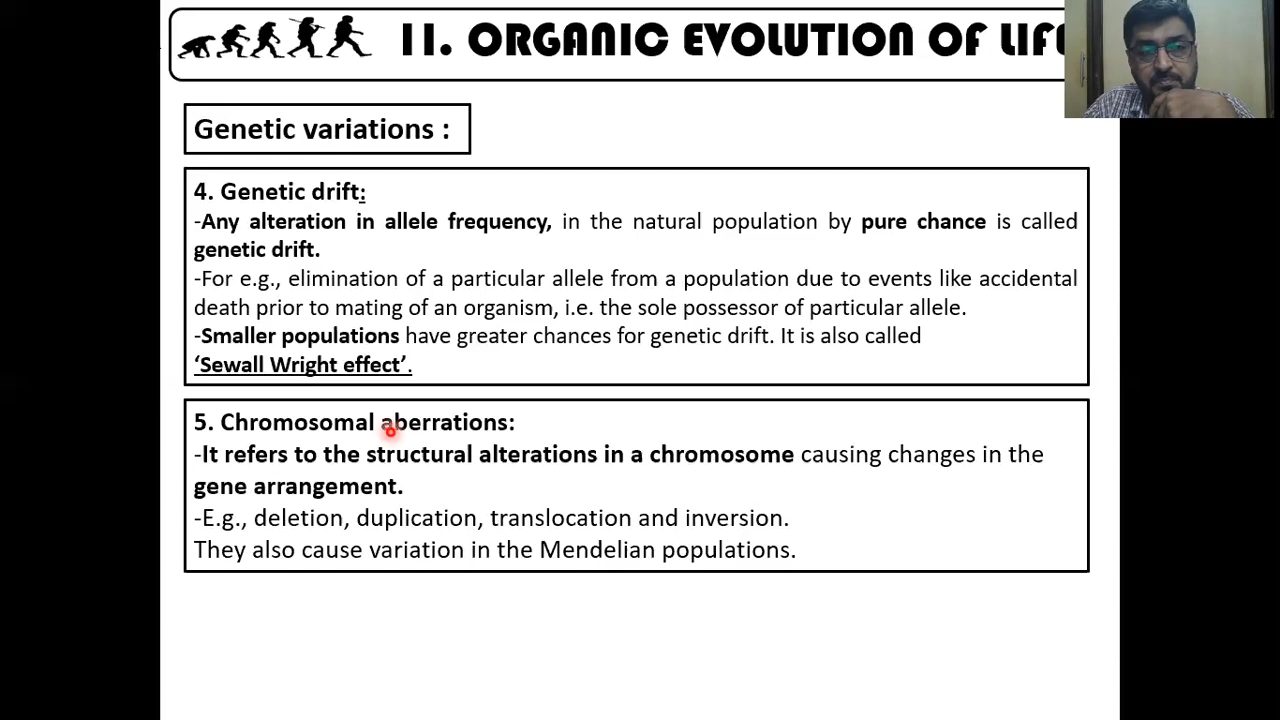 11. ORGANIC EVOLUTION OF LIFE
Genetic variations :
4. Genetic drift:
-Any alteration in allele frequency, in the natural population by pure chance is called
genetic drift.
-For e.g., elimination of a particular allele from a population due to events like accidental
death prior to mating of an organism, i.e. the sole possessor of particular allele.
-Smaller populations have greater chances for genetic drift. It is also called
‘Sewall Wright effect’.
5. Chromosomal aberrations:
-It refers to the structural alterations in a chromosome causing changes in the
gene arrangement.
-E.g., deletion, duplication, translocation and inversion.
They also cause variation in the Mendelian populations.